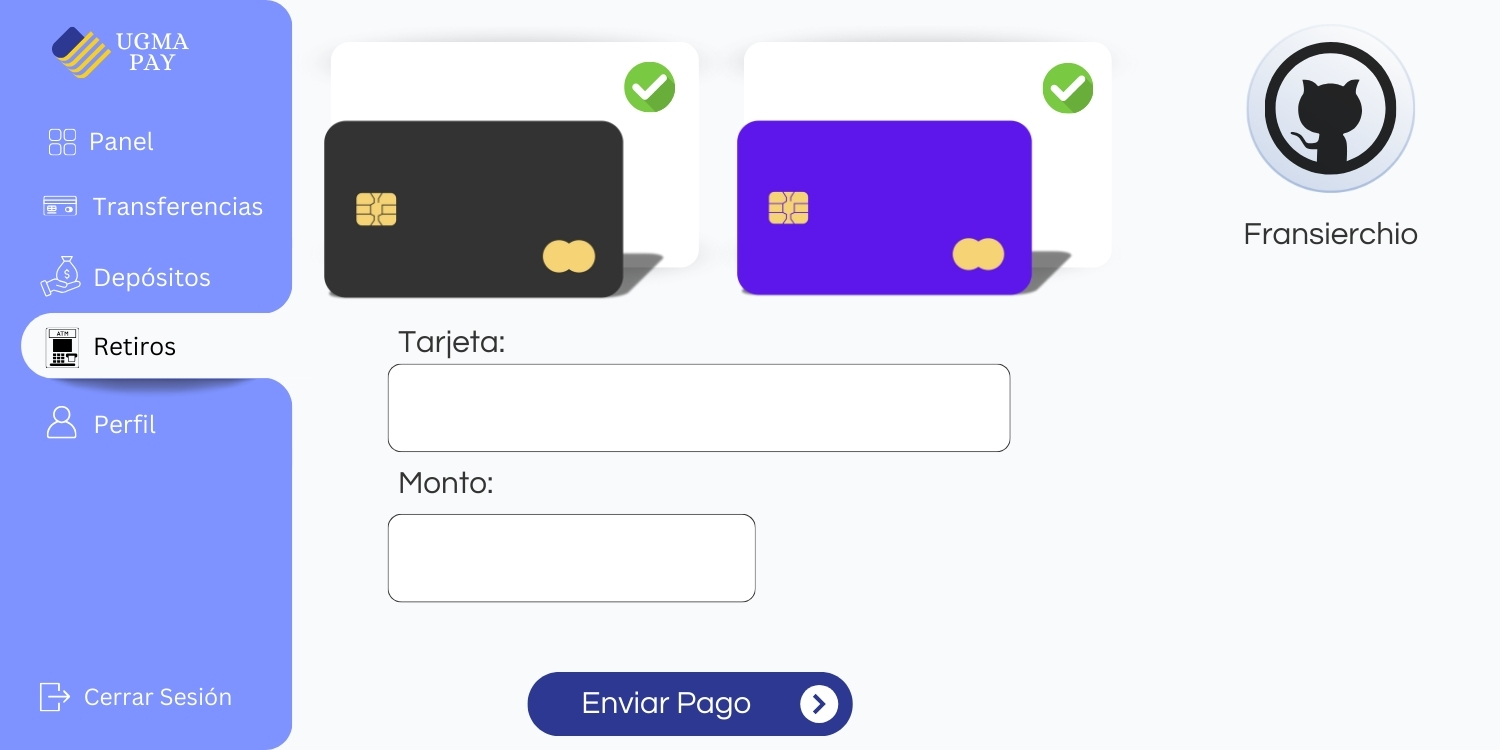 UGMA
PAY
Panel
Transferencias
Depósitos
ATM
Retiros
Perfil
Cerrar Sesión
Tarjeta:
Monto:
Enviar Pago
Fransierchio